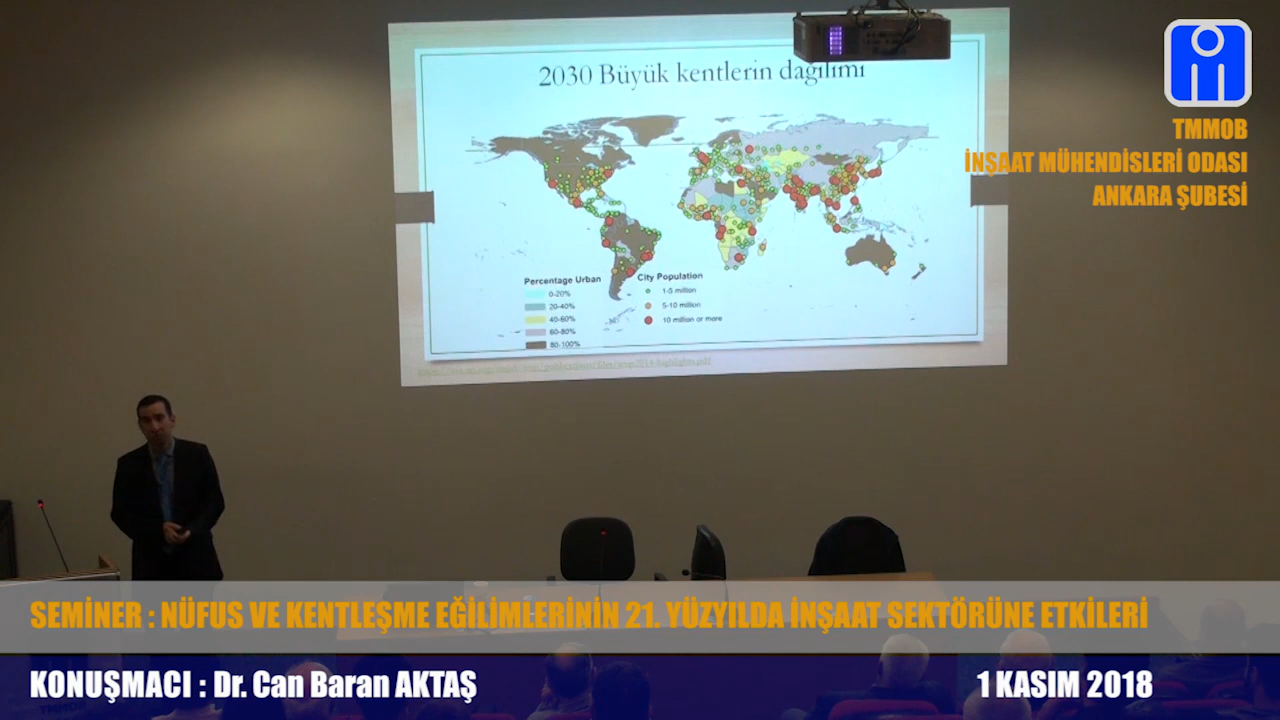 2030 Büyük kentlerin dağılımı
Percentage Urban
0-20%
20-40%
40-60%
60-80%
80-100%
City Population
1-5 million
5-10 million
10 million or more
TMMOB
İNŞAAT MÜHENDİSLERİ ODASI
ANKARA ŞUBESİ
SEMİNER : NÜFUS VE KENTLEŞME EĞİLİMLERİNİN 21. YÜZYILDA İNŞAAT SEKTÖRÜNE ETKİLERİ
KONUŞMACI : Dr. Can Baran AKTAŞ
1 KASIM 2018